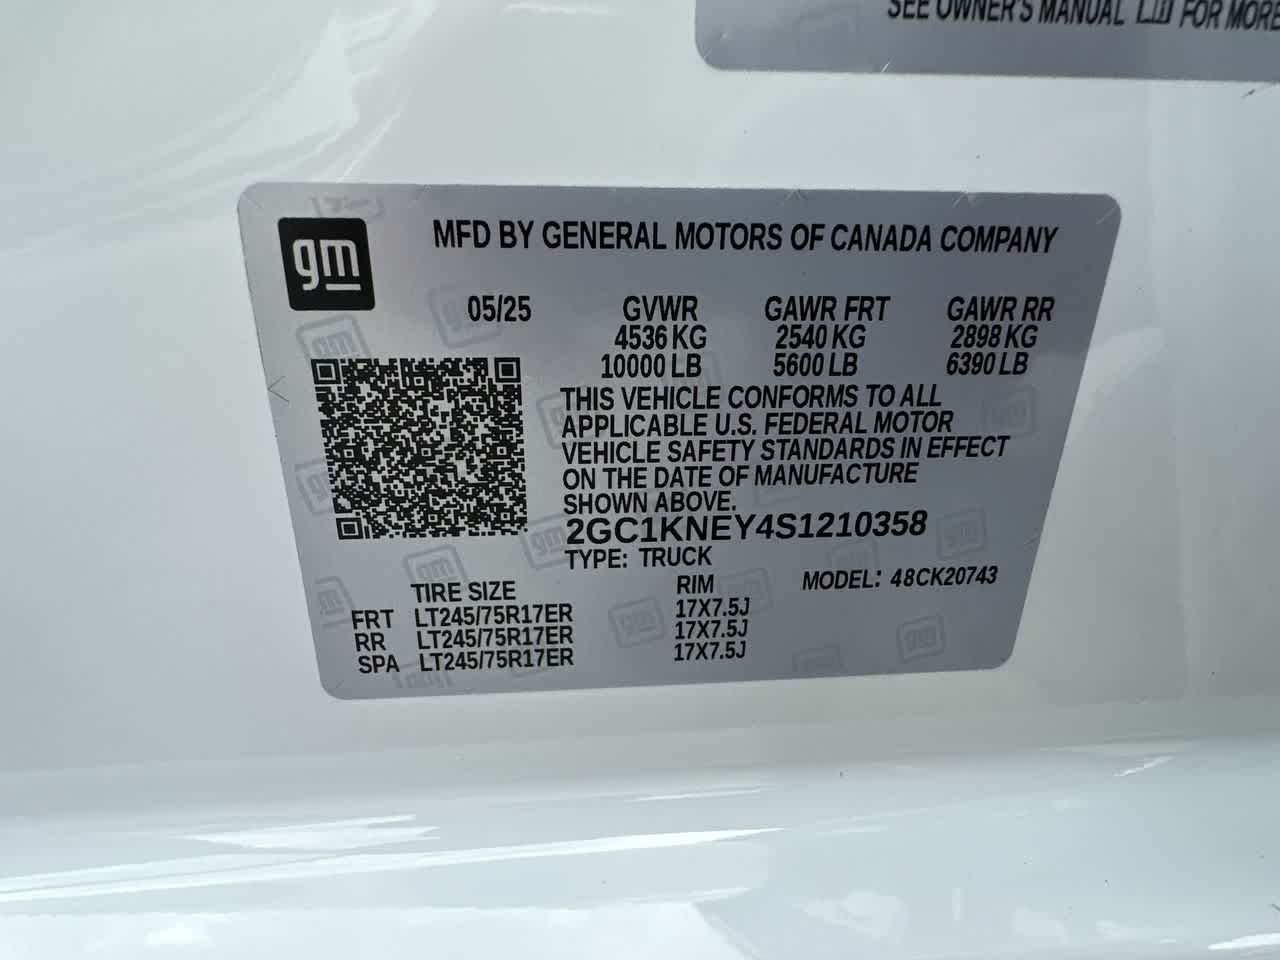 SEE OWNER'S MANUAL FOR MORE
gm
MFD BY GENERAL MOTORS OF CANADA COMPANY
05/25 GVWR GAWR FRT GAWR RR
4536 KG 2540 KG 2898 KG
10000 LB 5600 LB 6390 LB
THIS VEHICLE CONFORMS TO ALL
APPLICABLE U.S. FEDERAL MOTOR
VEHICLE SAFETY STANDARDS IN EFFECT
ON THE DATE OF MANUFACTURE
SHOWN ABOVE.
2GC1KNEY4S1210358
TYPE: TRUCK
TIRE SIZE RIM MODEL: 48CK20743
FRT LT245/75R17ER 17X7.5J
RR LT245/75R17ER 17X7.5J
SPA LT245/75R17ER 17X7.5J